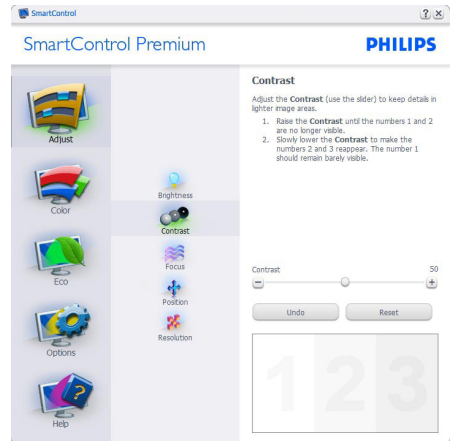 SmartControl
SmartControl Premium
PHILIPS
Adjust
Color
Eco
Options
Help
Brightness
Contrast
Focus
Position
Resolution
Contrast
Adjust the Contrast (use the slider) to keep details in
lighter image areas.
1. Raise the Contrast until the numbers 1 and 2
are no longer visible.
2. Slowly lower the Contrast to make the
numbers 2 and 3 reappear. The number 1
should remain barely visible.
Contrast 50
Undo Reset
1 2 3